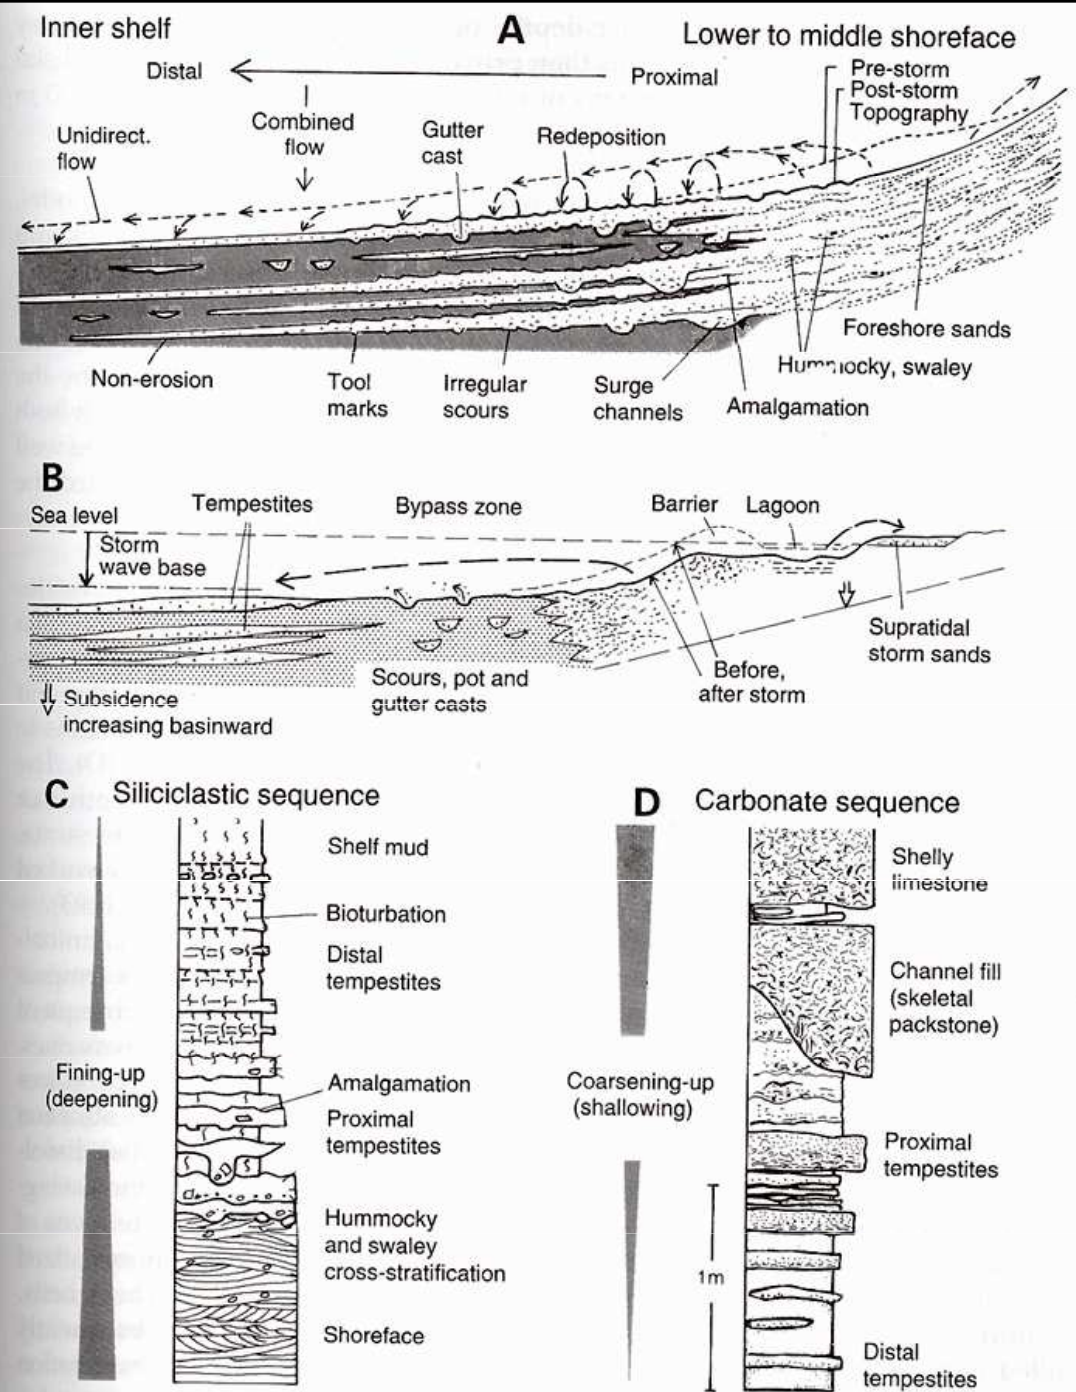 Inner shelf
A
Lower to middle shoreface
Distal
Proximal
Pre-storm
Post-storm
Topography
Unidirect.
flow
Combined
flow
Gutter
cast
Redeposition
Foreshore sands
Hummocky, swaley
Non-erosion
Tool
marks
Irregular
scours
Surge
channels
Amalgamation
B
Sea level
Tempestites
Bypass zone
Barrier
Lagoon
Storm
wave base
Supratidal
storm sands
Scours, pot and
gutter casts
Before,
after storm
Subsidence
increasing basinward
C
Siliciclastic sequence
Shelf mud
Bioturbation
Distal
tempestites
Fining-up
(deepening)
Amalgamation
Proximal
tempestites
Hummocky
and swaley
cross-stratification
Shoreface
D
Carbonate sequence
Shelly
limestone
Channel fill
(skeletal
packstone)
Coarsening-up
(shallowing)
Proximal
tempestites
1m
Distal
tempestites